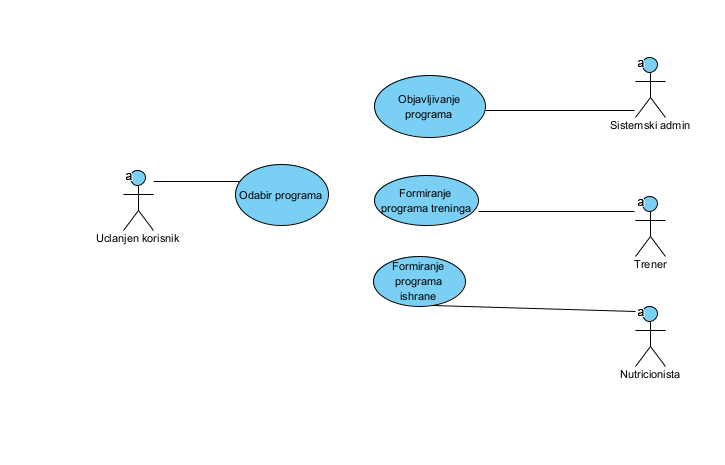 a
Objavljivanje
programa
Sistemski admin
a
Odabir programa
Uclanjen korisnik
Formiranje
programa treninga
a
Trener
Formiranje
programa
ishrane
a
Nutricionista